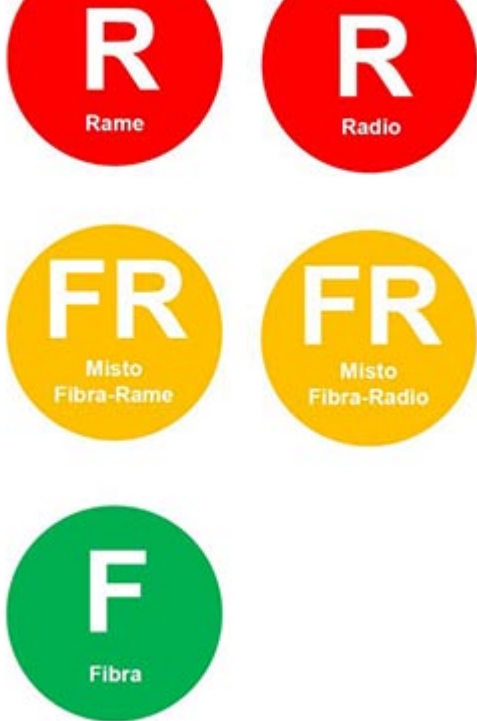 R
Rame
R
Radio
FR
Misto
Fibra-Rame
FR
Misto
Fibra-Radio
F
Fibra